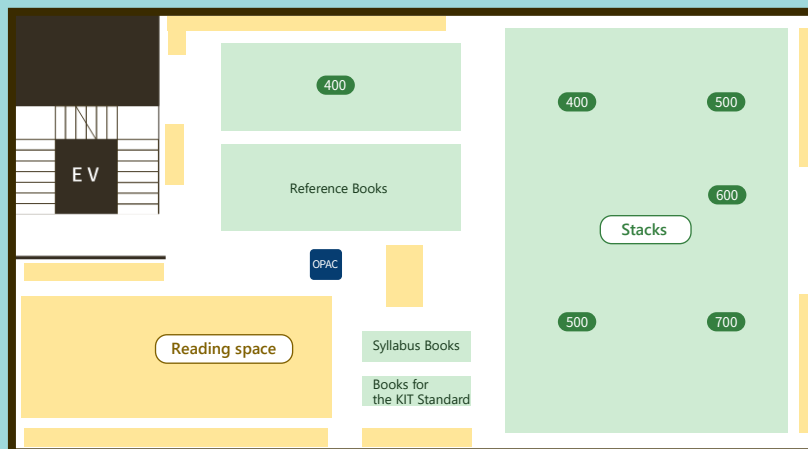 400
400
500
EV
Reference Books
600
Stacks
OPAC
500
700
Reading space
Syllabus Books
Books for
the KIT Standard